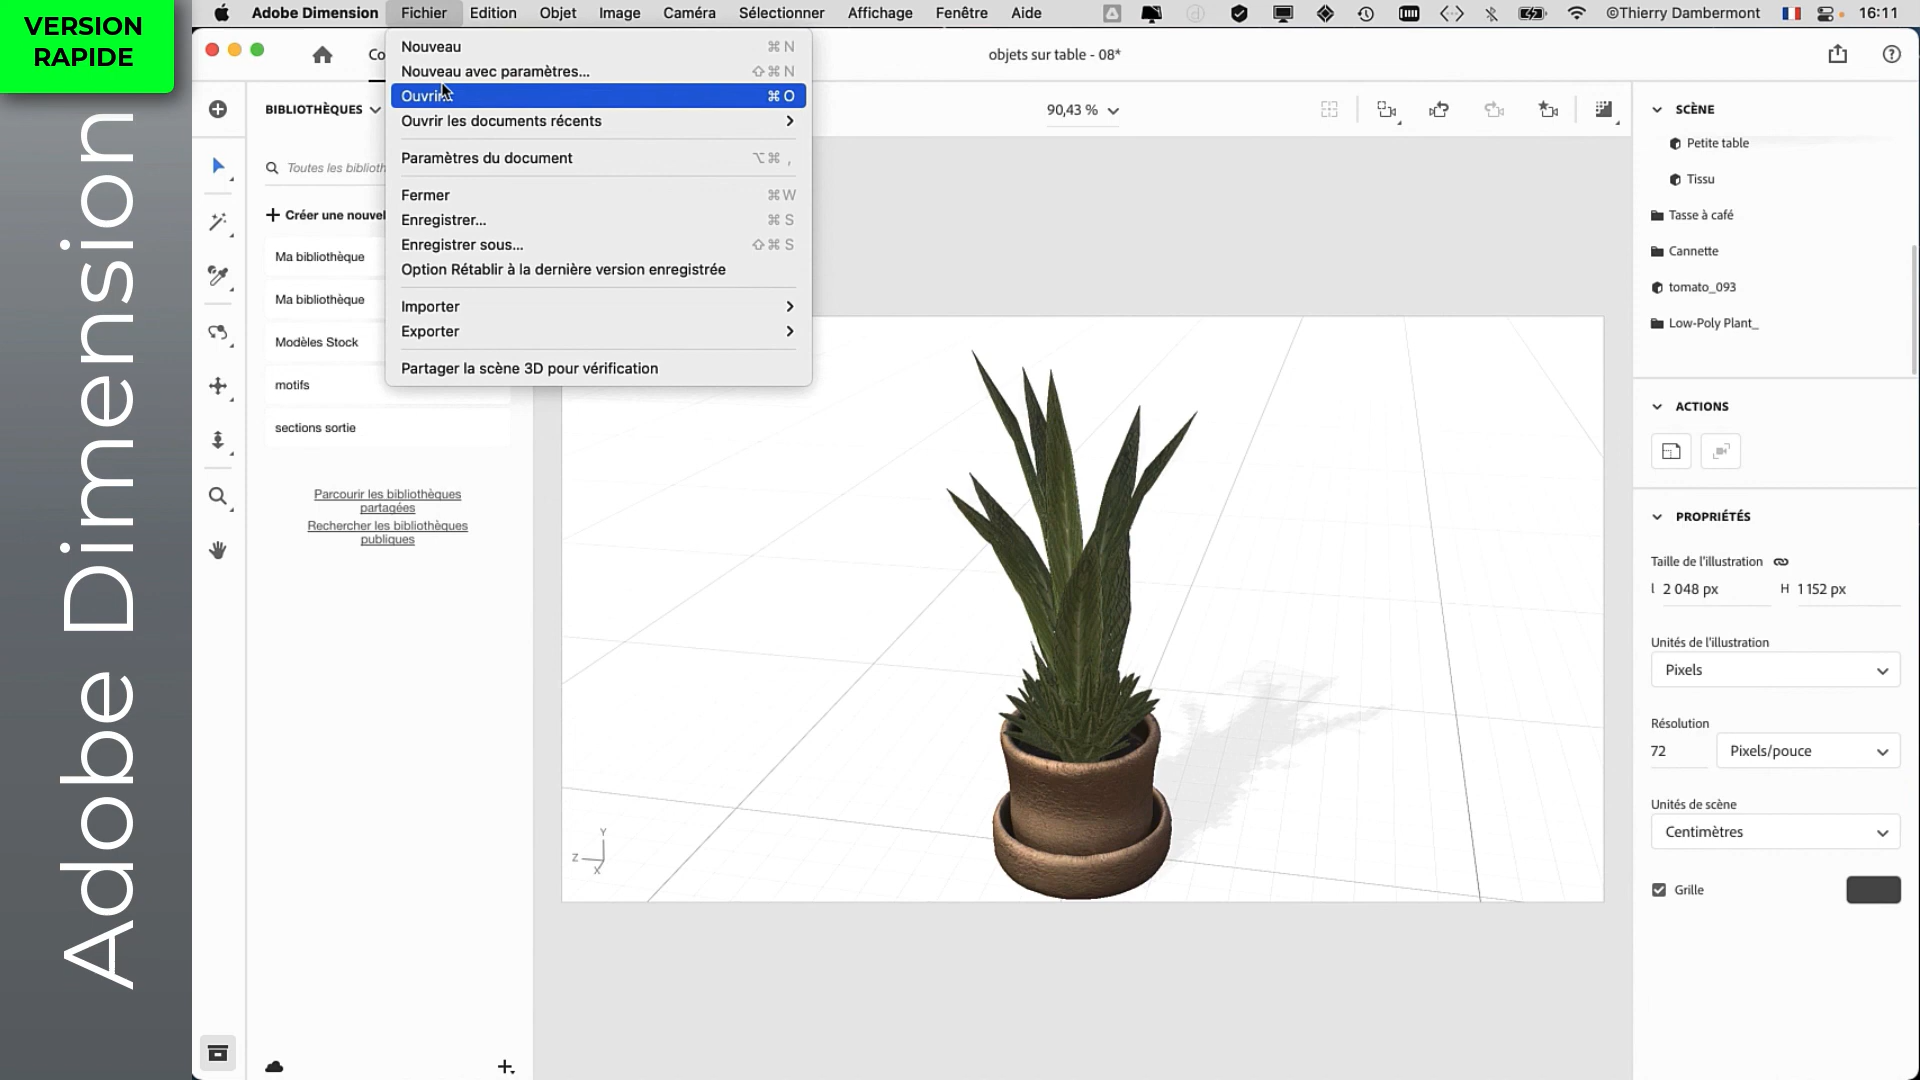 VERSION
RAPIDE
Adobe Dimension
Adobe Dimension Fichier Edition Objet Image Caméra Sélectionner Affichage Fenêtre Aide ©Thierry Dambermont 16:11
objets sur table - 08*
Nouveau ⌘ N
Nouveau avec paramètres... ⇧⌘ N
Ouvrir ⌘ O
Ouvrir les documents récents
Paramètres du document ⌥⌘ ,
Fermer ⌘ W
Enregistrer... ⌘ S
Enregistrer sous... ⇧⌘ S
Option Rétablir à la dernière version enregistrée
Importer
Exporter
Partager la scène 3D pour vérification
Co
BIBLIOTHÈQUES
Toutes les biblioth
Créer une nouvel
Ma bibliothèque
Ma bibliothèque
Modèles Stock
motifs
sections sortie
Parcourir les bibliothèques
partagées
Rechercher les bibliothèques
publiques
90,43 %
Y
Z
X
SCÈNE
Petite table
Tissu
Tasse à café
Cannette
tomato_093
Low-Poly Plant_
ACTIONS
PROPRIÉTÉS
Taille de l'illustration
l 2 048 px H 1 152 px
Unités de l'illustration
Pixels
Résolution
72 Pixels/pouce
Unités de scène
Centimètres
Grille